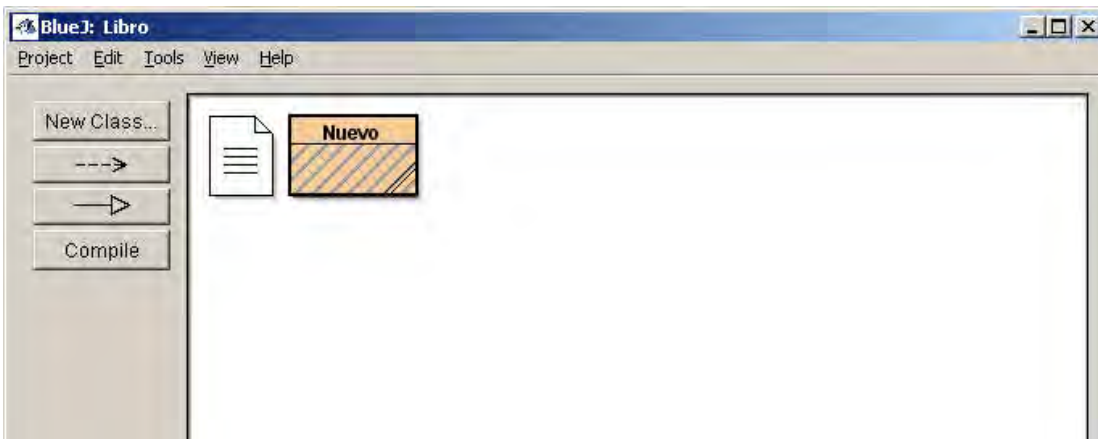 BlueJ: Libro
Project Edit Tools View Help
New Class...
Nuevo
Compile